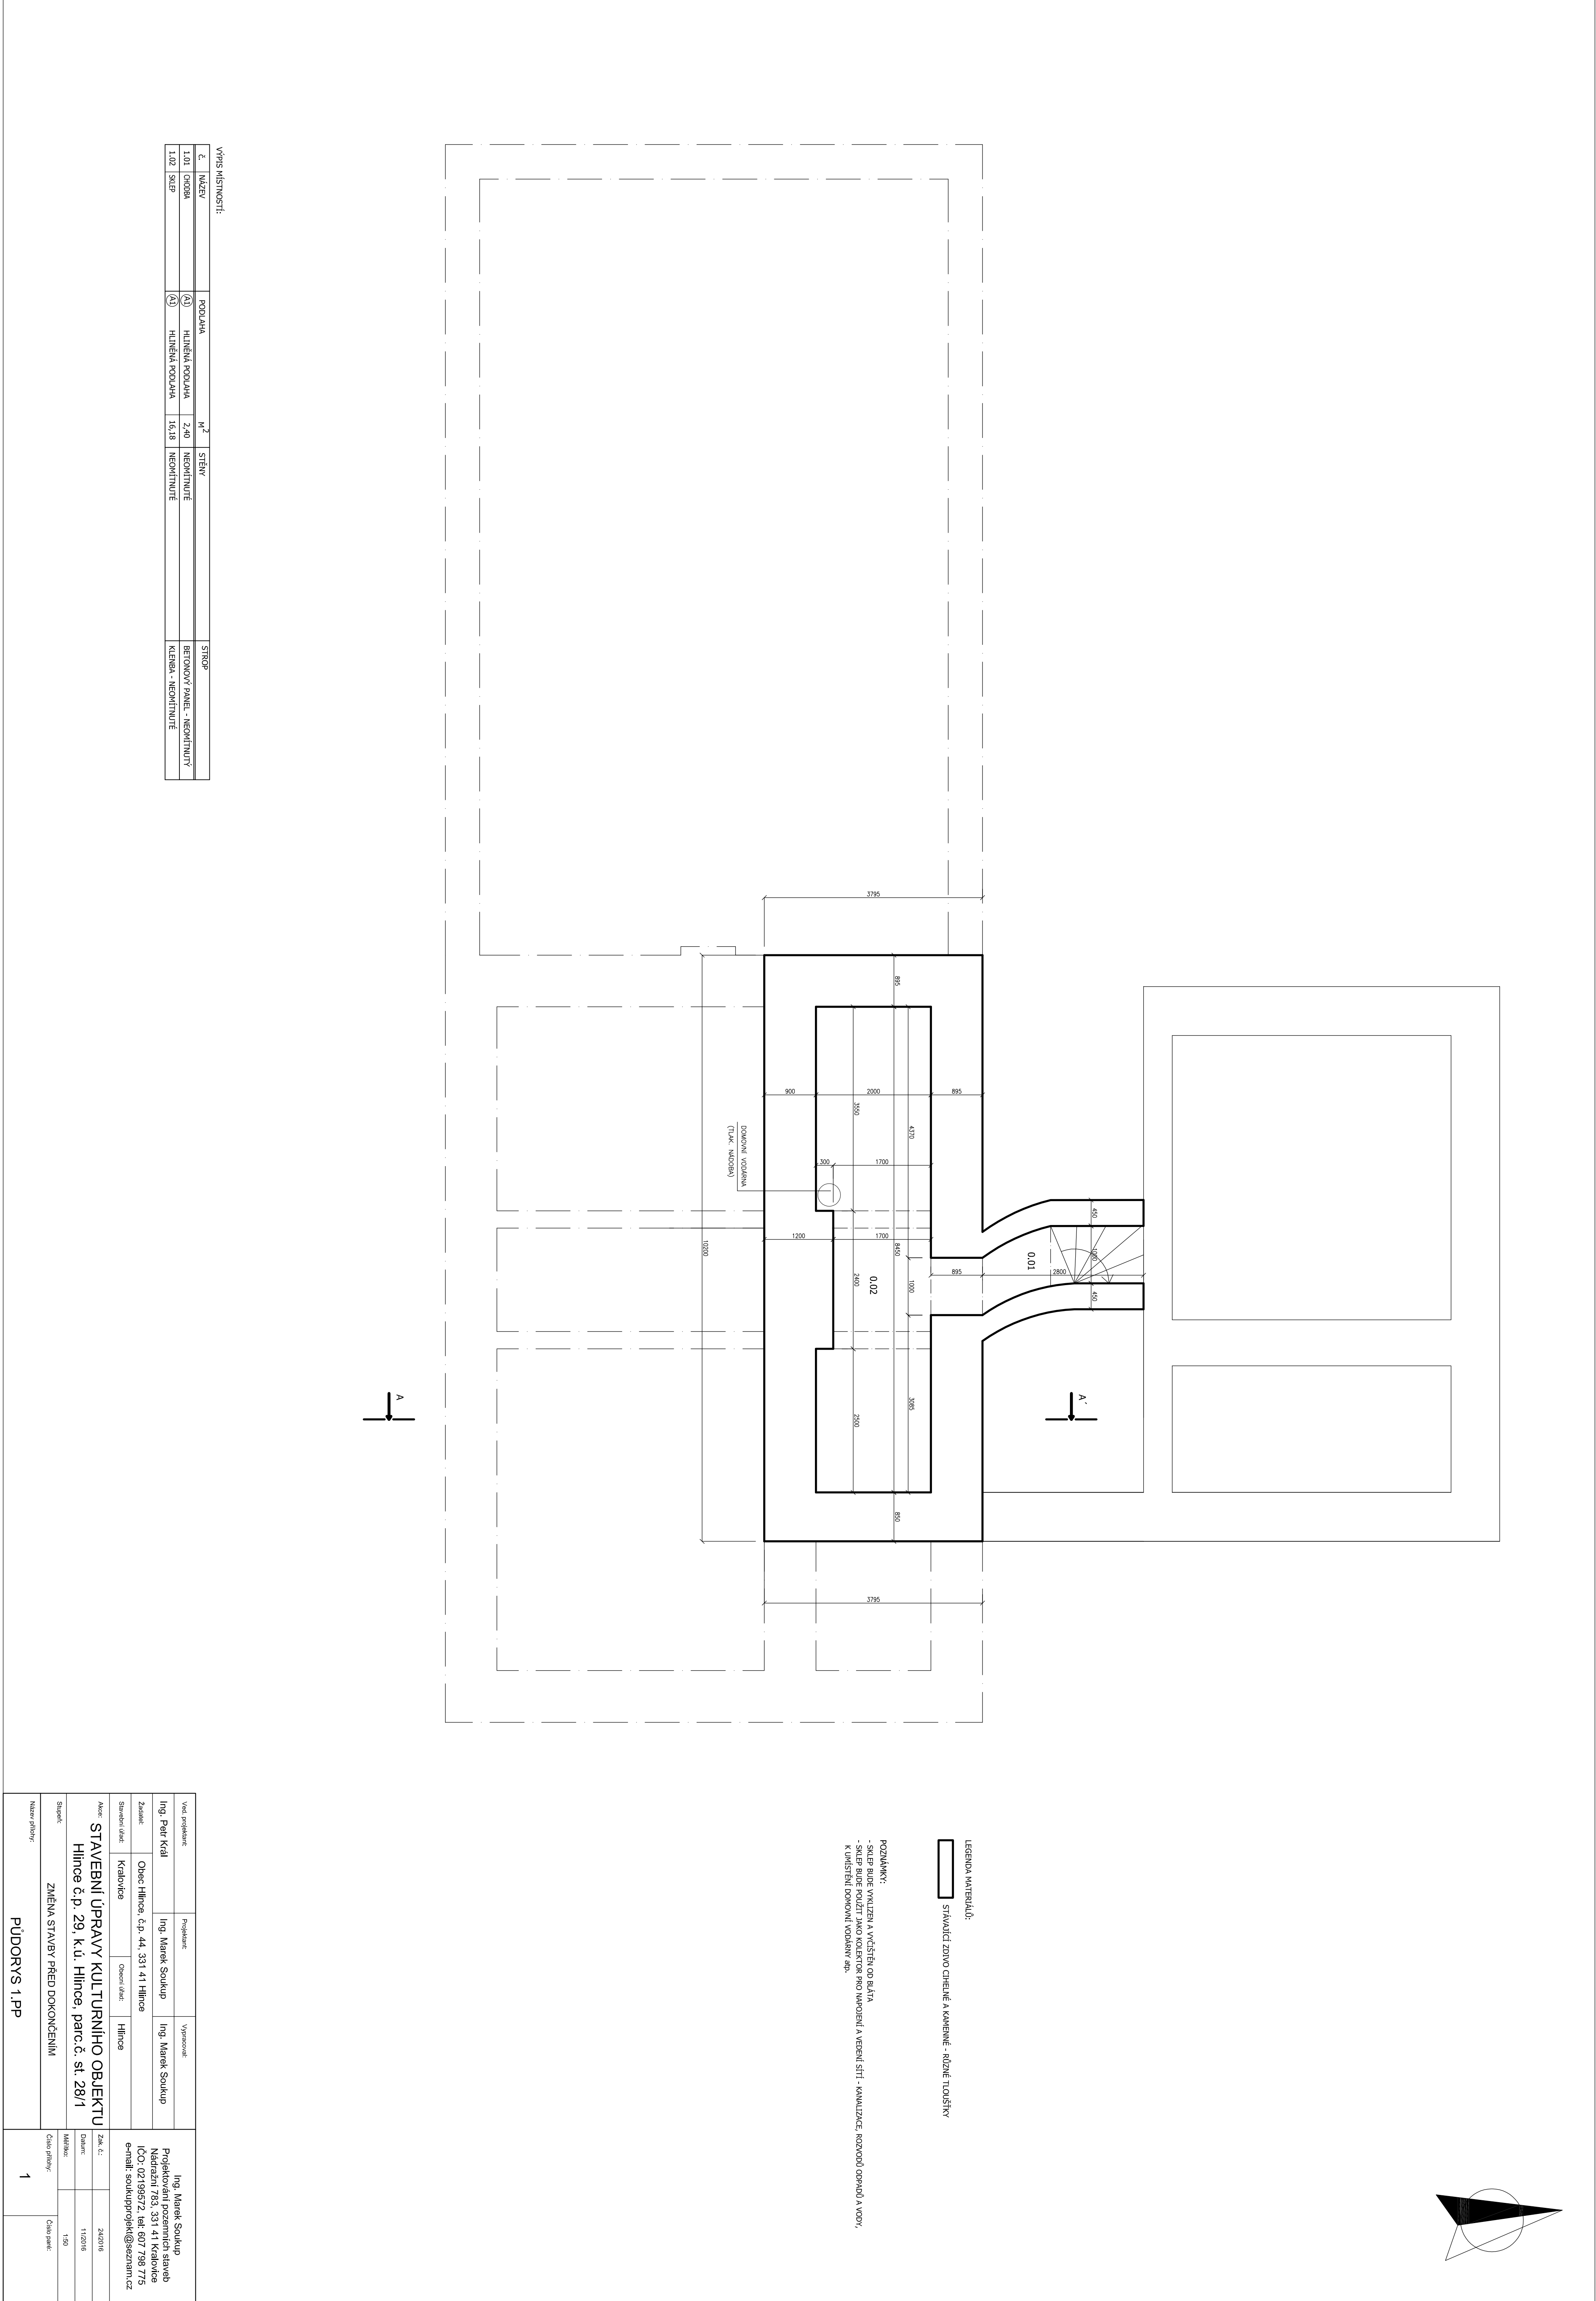 VÝPIS MÍSTNOSTÍ:
č. NÁZEV PODLAHA M2 STĚNY STROP
1.01 CHODBA A1 HLINĚNÁ PODLAHA 2,40 NEOMÍTNUTÉ BETONOVÝ PANEL - NEOMÍTNUTÝ
1.02 SKLEP A1 HLINĚNÁ PODLAHA 16,18 NEOMÍTNUTÉ KLENBA - NEOMÍTNUTÉ
3795
895
900
2000
895
3550
4370
300
1700
DOMOVNÍ VODÁRNA
(TLAK. NÁDOBA)
450
1000
450
0.01
2800
895
1200
1700
8450
10200
0.02
2400
1000
3085
2500
850
3795
A
A´
LEGENDA MATERIÁLŮ:
STÁVAJÍCÍ ZDIVO CIHELNÉ A KAMENNÉ - RŮZNÉ TLOUŠŤKY
POZNÁMKY:
- SKLEP BUDE VYKLIZEN A VYČIŠTĚN OD BLÁTA
- SKLEP BUDE POUŽIT JAKO KOLEKTOR PRO NAPOJENÍ A VEDENÍ SÍTÍ - KANALIZACE, ROZVODŮ ODPADŮ A VODY,
K UMÍSTĚNÍ DOMOVNÍ VODÁRNY atp.
Ved. projektant: Projektant: Vypracoval:
Ing. Petr Král Ing. Marek Soukup Ing. Marek Soukup
Žadatel: Obec Hlince, č.p. 44, 331 41 Hlince
Stavební úřad: Kralovice Obecní úřad: Hlince
Akce: STAVEBNÍ ÚPRAVY KULTURNÍHO OBJEKTU
Hlince č.p. 29, k.ú. Hlince, parc.č. st. 28/1
Stupeň: ZMĚNA STAVBY PŘED DOKONČENÍM
Název přílohy:
PŮDORYS 1.PP
Ing. Marek Soukup
Projektování pozemních staveb
Nádražní 783, 331 41 Kralovice
IČO: 02199572, tel: 607 798 775
e-mail: soukupprojekt@seznam.cz
Zak. č.: 24/2016
Datum: 11/2016
Měřítko: 1:50
Číslo přílohy: Číslo paré:
1